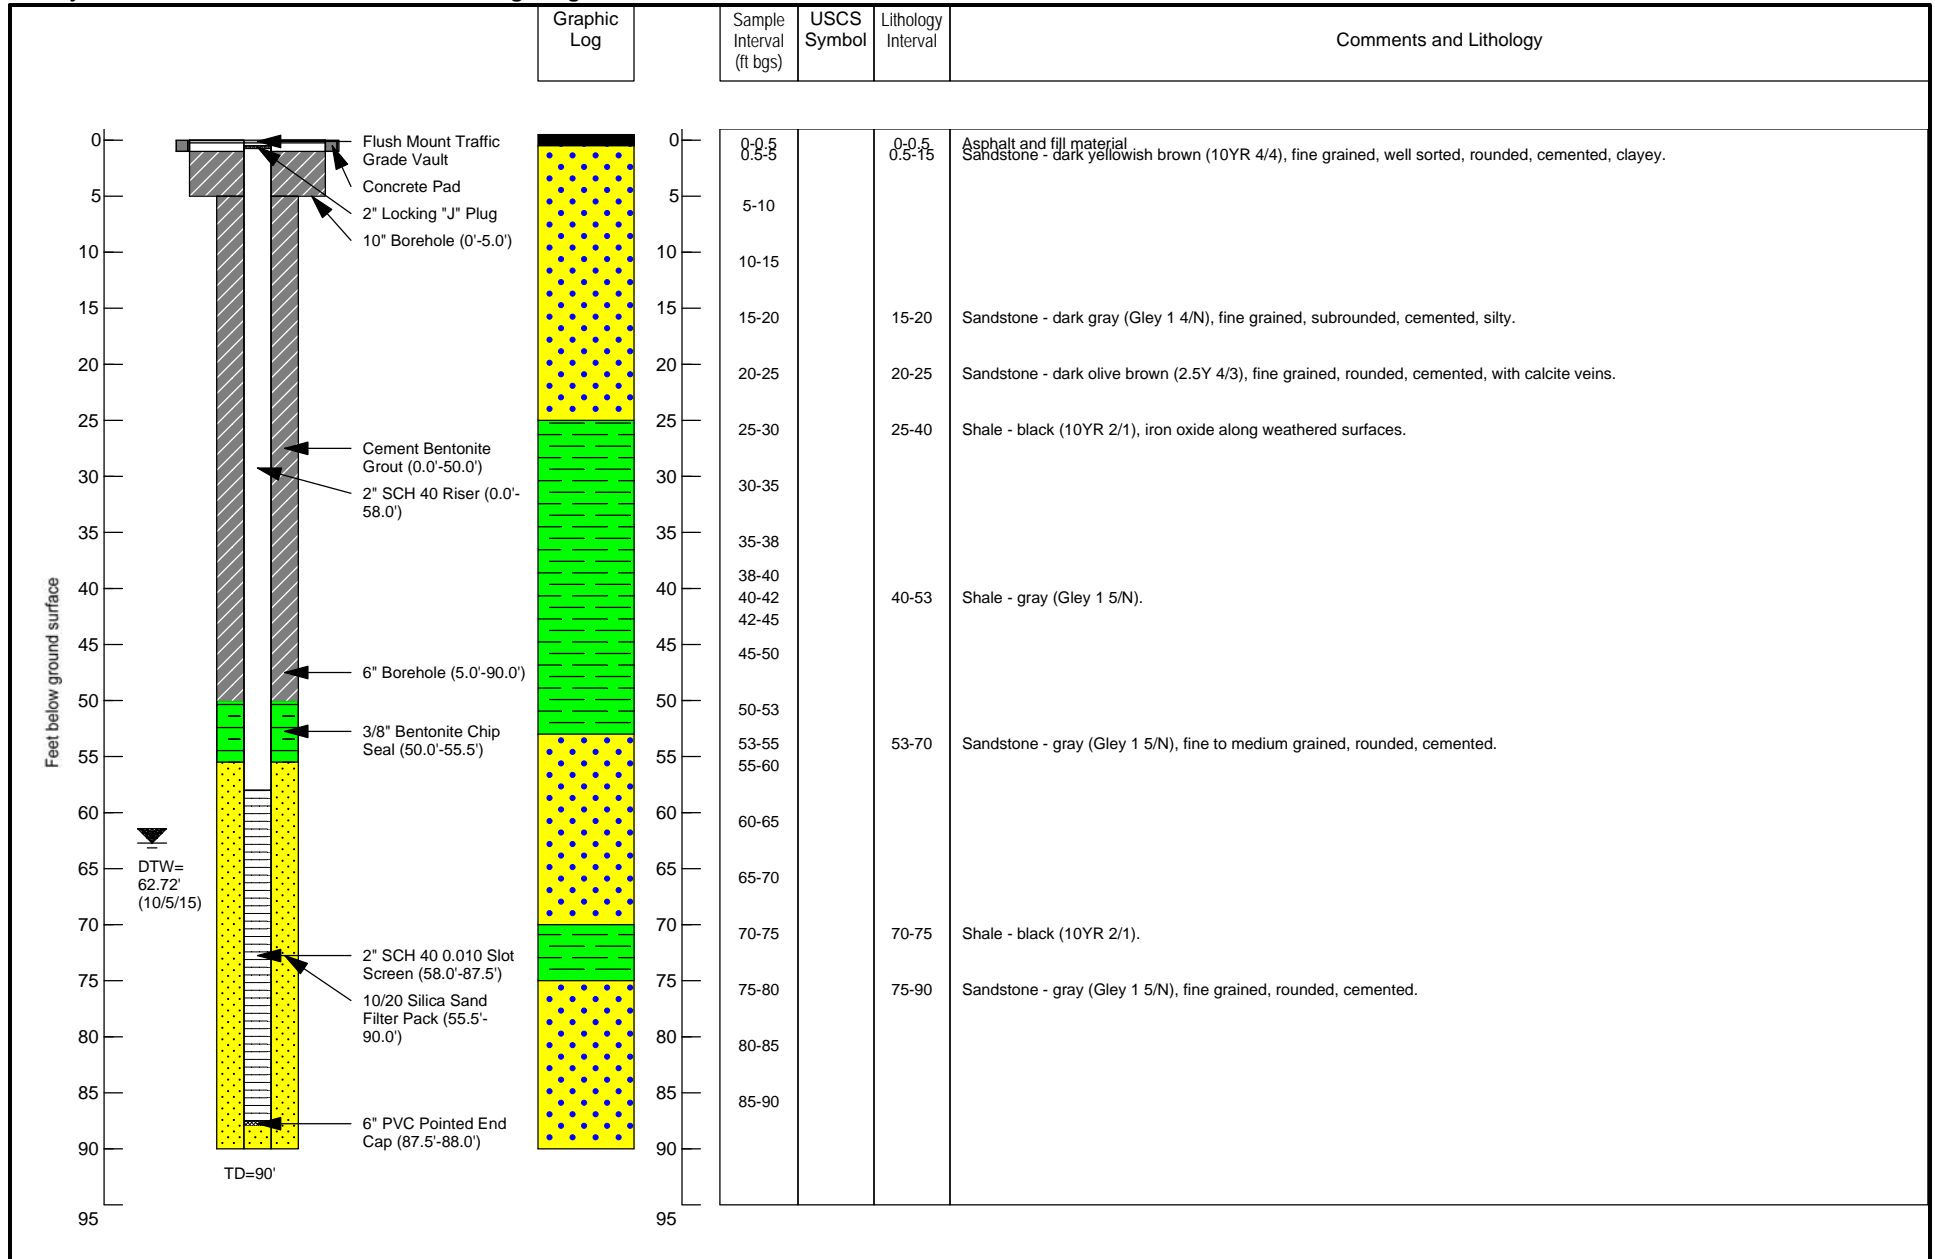 Graphic
Log
Sample
Interval
(ft bgs)
USCS
Symbol
Lithology
Interval
Comments and Lithology
Feet below ground surface
0
5
10
15
20
25
30
35
40
45
50
55
60
65
70
75
80
85
90
95
DTW=
62.72'
(10/5/15)
TD=90'
Flush Mount Traffic
Grade Vault
Concrete Pad
2" Locking "J" Plug
10" Borehole (0'-5.0')
Cement Bentonite
Grout (0.0'-50.0')
2" SCH 40 Riser (0.0'-
58.0')
6" Borehole (5.0'-90.0')
3/8" Bentonite Chip
Seal (50.0'-55.5')
2" SCH 40 0.010 Slot
Screen (58.0'-87.5')
10/20 Silica Sand
Filter Pack (55.5'-
90.0')
6" PVC Pointed End
Cap (87.5'-88.0')
0
5
10
15
20
25
30
35
40
45
50
55
60
65
70
75
80
85
90
95
0-0.5 0-0.5 Asphalt and fill material
0.5-5 0.5-15 Sandstone - dark yellowish brown (10YR 4/4), fine grained, well sorted, rounded, cemented, clayey.
5-10
10-15
15-20 15-20 Sandstone - dark gray (Gley 1 4/N), fine grained, subrounded, cemented, silty.
20-25 20-25 Sandstone - dark olive brown (2.5Y 4/3), fine grained, rounded, cemented, with calcite veins.
25-30 25-40 Shale - black (10YR 2/1), iron oxide along weathered surfaces.
30-35
35-38
38-40
40-42 40-53 Shale - gray (Gley 1 5/N).
42-45
45-50
50-53
53-55 53-70 Sandstone - gray (Gley 1 5/N), fine to medium grained, rounded, cemented.
55-60
60-65
65-70
70-75 70-75 Shale - black (10YR 2/1).
75-80 75-90 Sandstone - gray (Gley 1 5/N), fine grained, rounded, cemented.
80-85
85-90